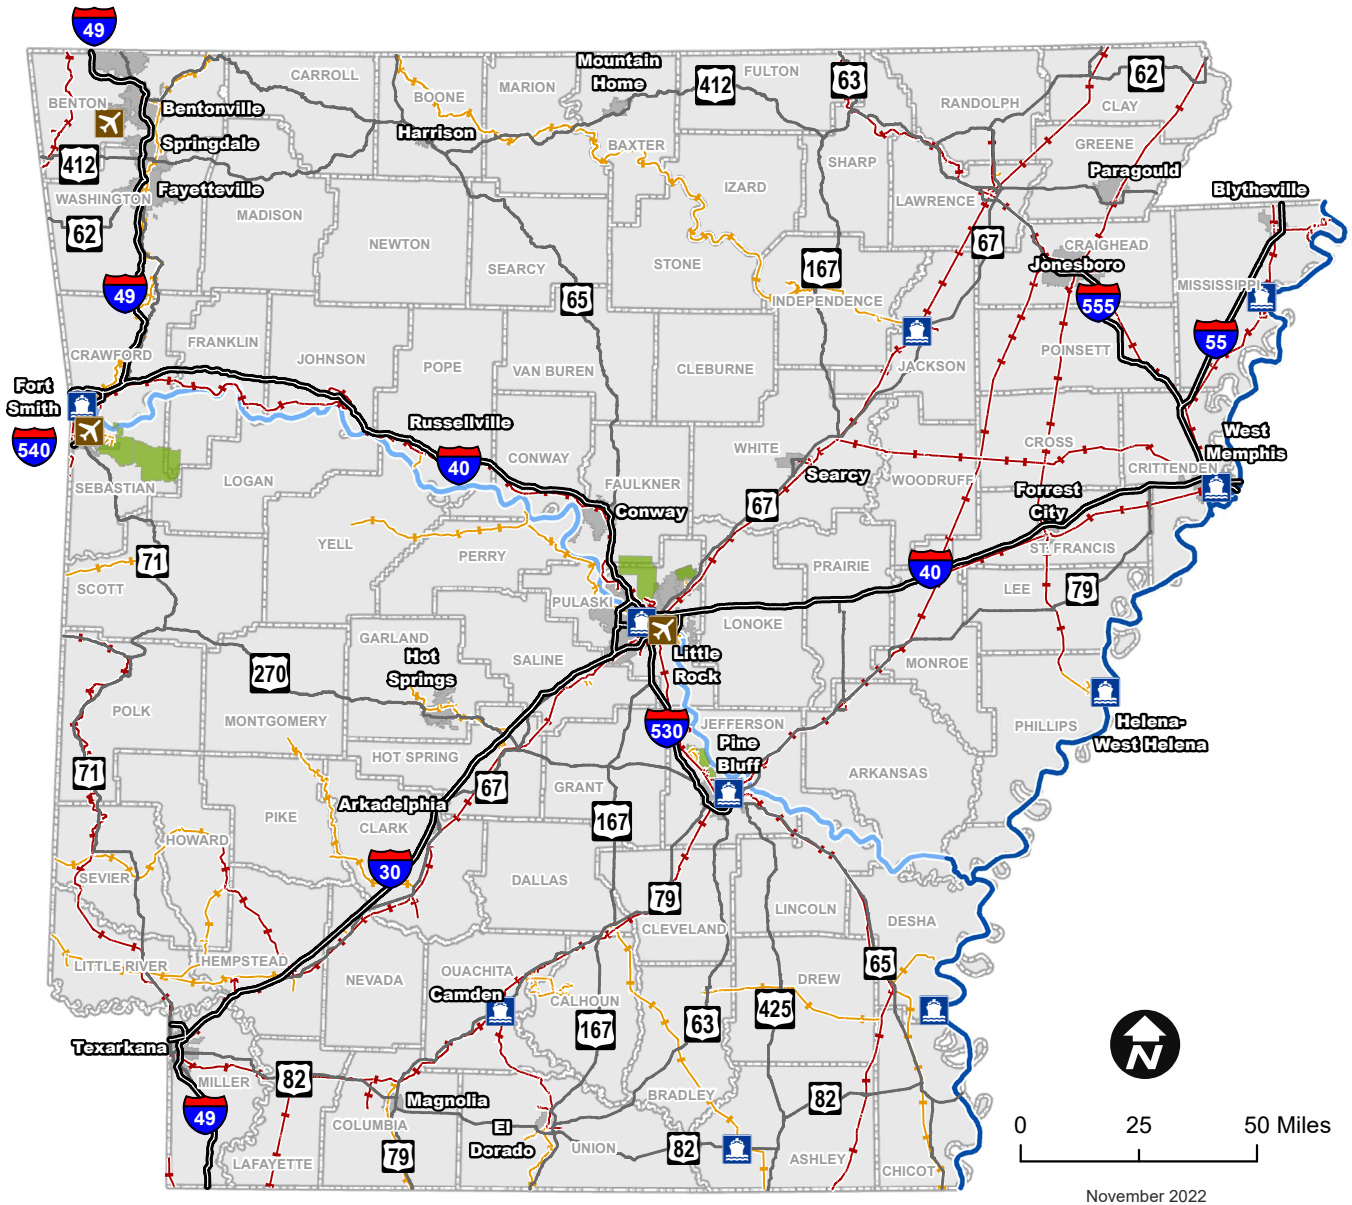 49
CARROLL
Mountain
Home
FULTON
412
63
62
MARION
BOONE
BENTON
RANDOLPH
CLAY
Bentonville
Harrison
Springdale
BAXTER
GREENE
412
SHARP
Paragould
Fayetteville
WASHINGTON
IZARD
LAWRENCE
Blytheville
MADISON
62
NEWTON
67
CRAIGHEAD
STONE
SEARCY
167
Jonesboro
49
65
INDEPENDENCE
555
MISSISSIPPI
FRANKLIN
55
CRAWFORD
JOHNSON
POPE
VAN BUREN
CLEBURNE
JACKSON
POINSETT
Fort
Smith
Russellville
540
West
Memphis
WHITE
CROSS
40
CONWAY
Searcy
CRITTENDEN
SEBASTIAN
LOGAN
FAULKNER
WOODRUFF
Forrest
City
Conway
67
YELL
PERRY
71
ST. FRANCIS
PRAIRIE
40
SCOTT
LEE
79
PULASKI
LONOKE
GARLAND
Hot
Springs
SALINE
Little
Rock
MONROE
270
POLK
MONTGOMERY
530
JEFFERSON
PHILLIPS
Helena-
West Helena
Pine
Bluff
HOT SPRING
71
67
GRANT
ARKANSAS
Arkadelphia
PIKE
CLARK
167
HOWARD
30
SEVIER
DALLAS
79
LINCOLN
DESHA
CLEVELAND
LITTLE RIVER
HEMPSTEAD
NEVADA
OUACHITA
65
DREW
Camden
CALHOUN
167
63
425
Texarkana
MILLER
82
BRADLEY
82
49
Magnolia
COLUMBIA
El
Dorado
UNION
82
79
LAFAYETTE
ASHLEY
CHICOT
N
0 25 50 Miles
November 2022